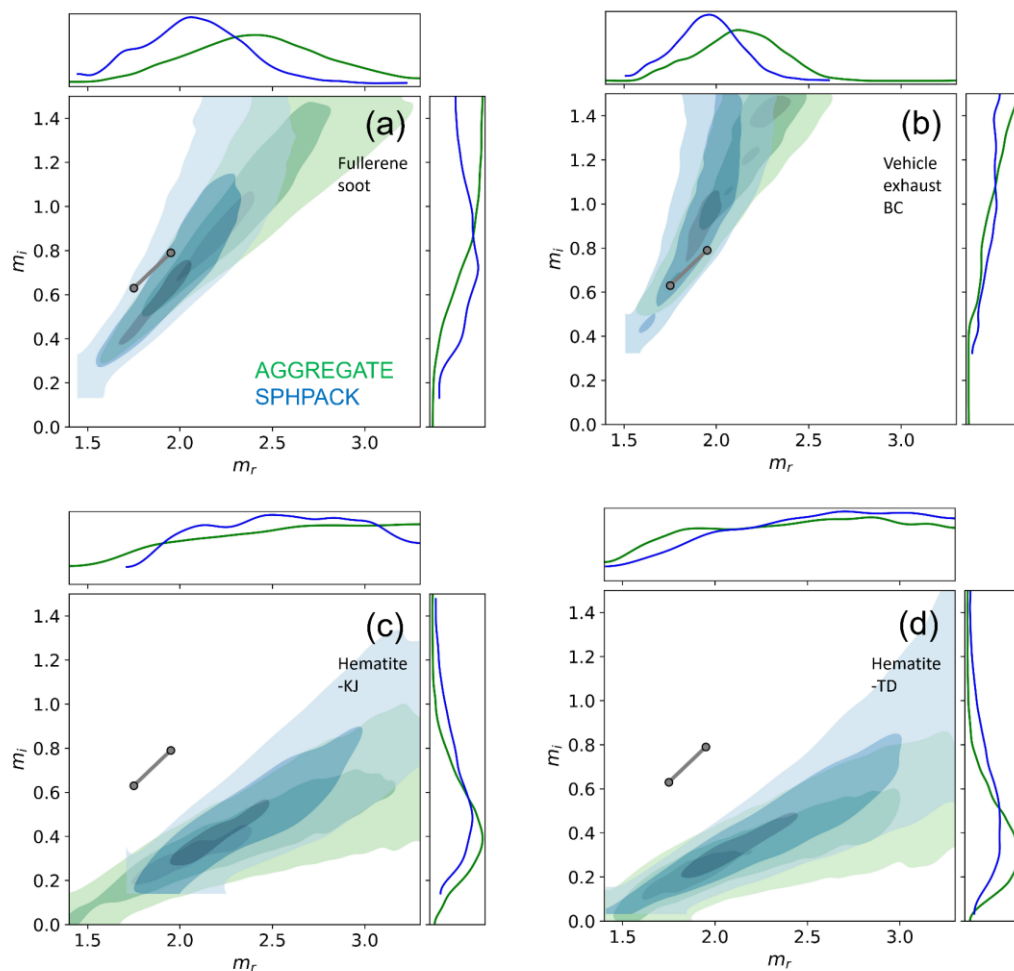 (a)
Fullerene
soot
AGGREGATE
SPHPACK
m_i
1.4
1.2
1.0
0.8
0.6
0.4
0.2
0.0
1.5 2.0 2.5 3.0
m_r
(b)
Vehicle
exhaust
BC
m_i
1.4
1.2
1.0
0.8
0.6
0.4
0.2
0.0
1.5 2.0 2.5 3.0
m_r
(c)
Hematite
-KJ
m_i
1.4
1.2
1.0
0.8
0.6
0.4
0.2
0.0
1.5 2.0 2.5 3.0
m_r
(d)
Hematite
-TD
m_i
1.4
1.2
1.0
0.8
0.6
0.4
0.2
0.0
1.5 2.0 2.5 3.0
m_r